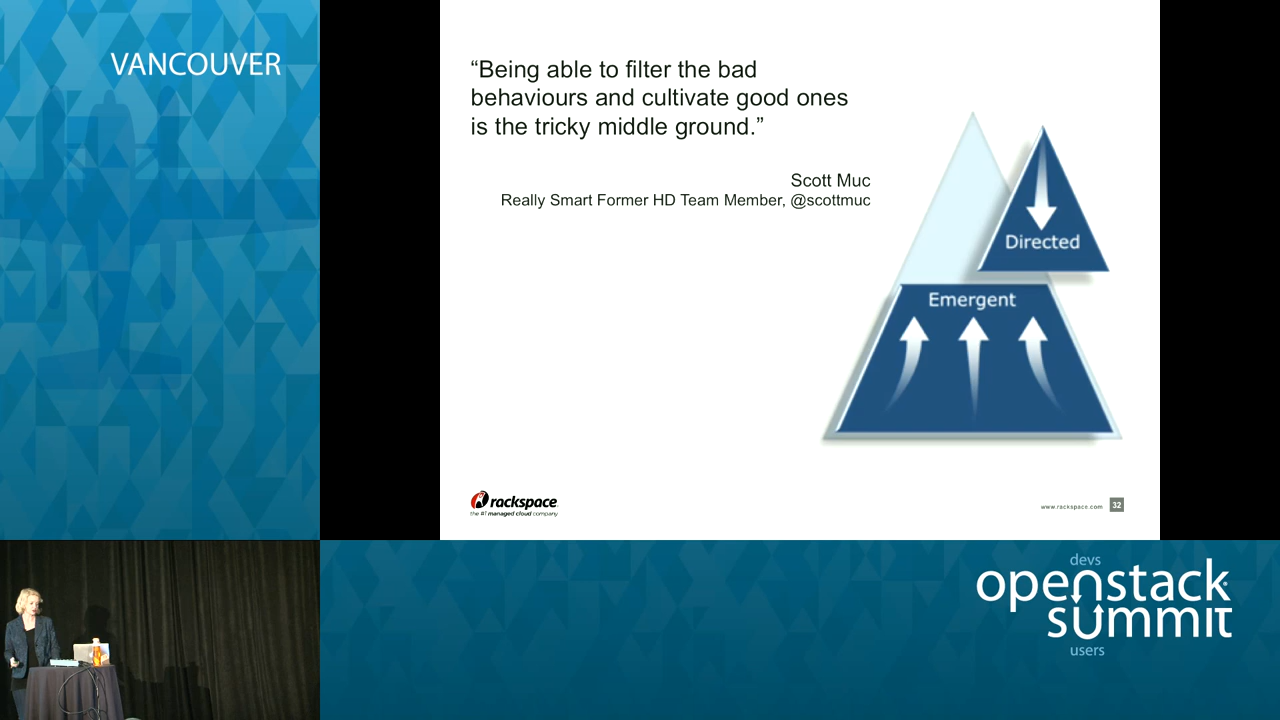 VANCOUVER
“Being able to filter the bad
behaviours and cultivate good ones
is the tricky middle ground.”
Scott Muc
Really Smart Former HD Team Member, @scottmuc
Directed
Emergent
rackspace
the #1 managed cloud company
www.rackspace.com 32
devs
openstack
summit
users